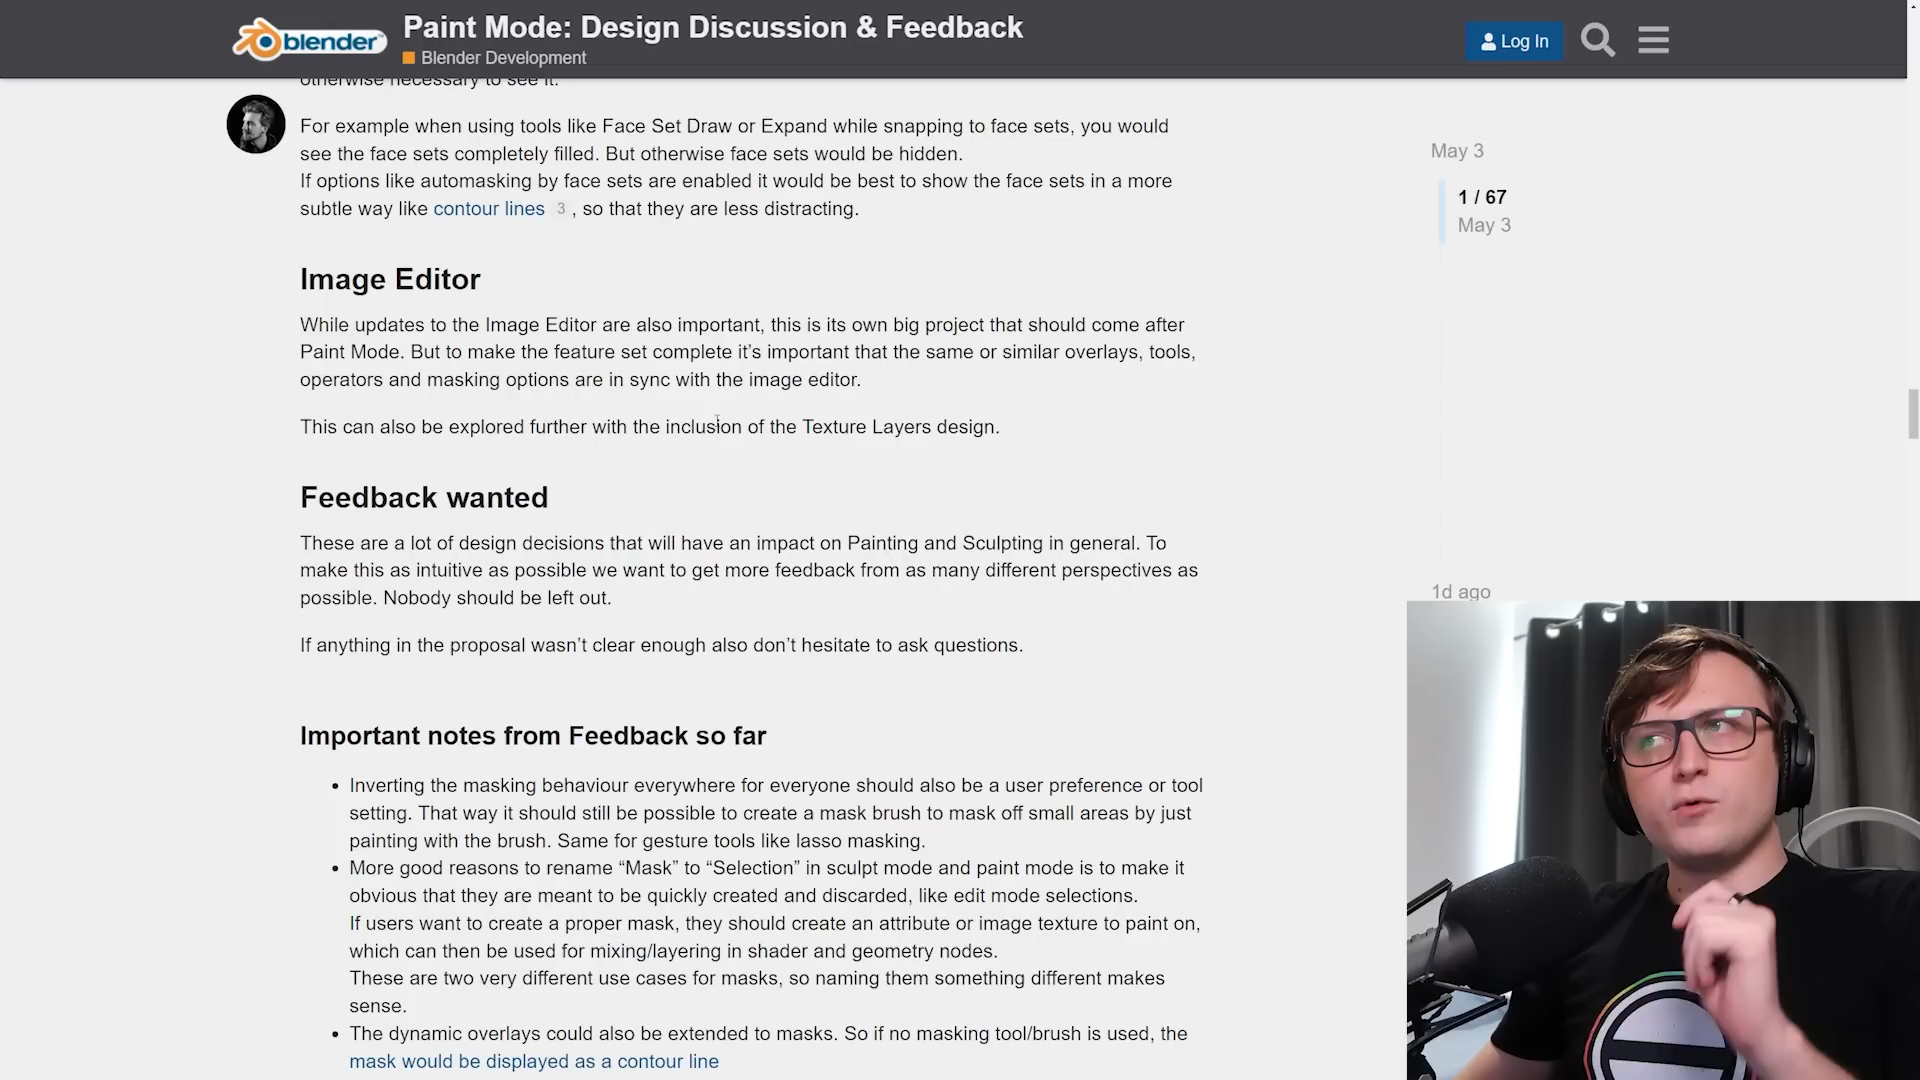 blender
Paint Mode: Design Discussion & Feedback
Blender Development
Log In
otherwise necessary to see it.
For example when using tools like Face Set Draw or Expand while snapping to face sets, you would
see the face sets completely filled. But otherwise face sets would be hidden.
If options like automasking by face sets are enabled it would be best to show the face sets in a more
subtle way like contour lines 3 , so that they are less distracting.
May 3
1 / 67
May 3
Image Editor
While updates to the Image Editor are also important, this is its own big project that should come after
Paint Mode. But to make the feature set complete it’s important that the same or similar overlays, tools,
operators and masking options are in sync with the image editor.
This can also be explored further with the inclusion of the Texture Layers design.
Feedback wanted
These are a lot of design decisions that will have an impact on Painting and Sculpting in general. To
make this as intuitive as possible we want to get more feedback from as many different perspectives as
possible. Nobody should be left out.
1d ago
If anything in the proposal wasn’t clear enough also don’t hesitate to ask questions.
Important notes from Feedback so far
• Inverting the masking behaviour everywhere for everyone should also be a user preference or tool
setting. That way it should still be possible to create a mask brush to mask off small areas by just
painting with the brush. Same for gesture tools like lasso masking.
• More good reasons to rename “Mask” to “Selection” in sculpt mode and paint mode is to make it
obvious that they are meant to be quickly created and discarded, like edit mode selections.
If users want to create a proper mask, they should create an attribute or image texture to paint on,
which can then be used for mixing/layering in shader and geometry nodes.
These are two very different use cases for masks, so naming them something different makes
sense.
• The dynamic overlays could also be extended to masks. So if no masking tool/brush is used, the
mask would be displayed as a contour line